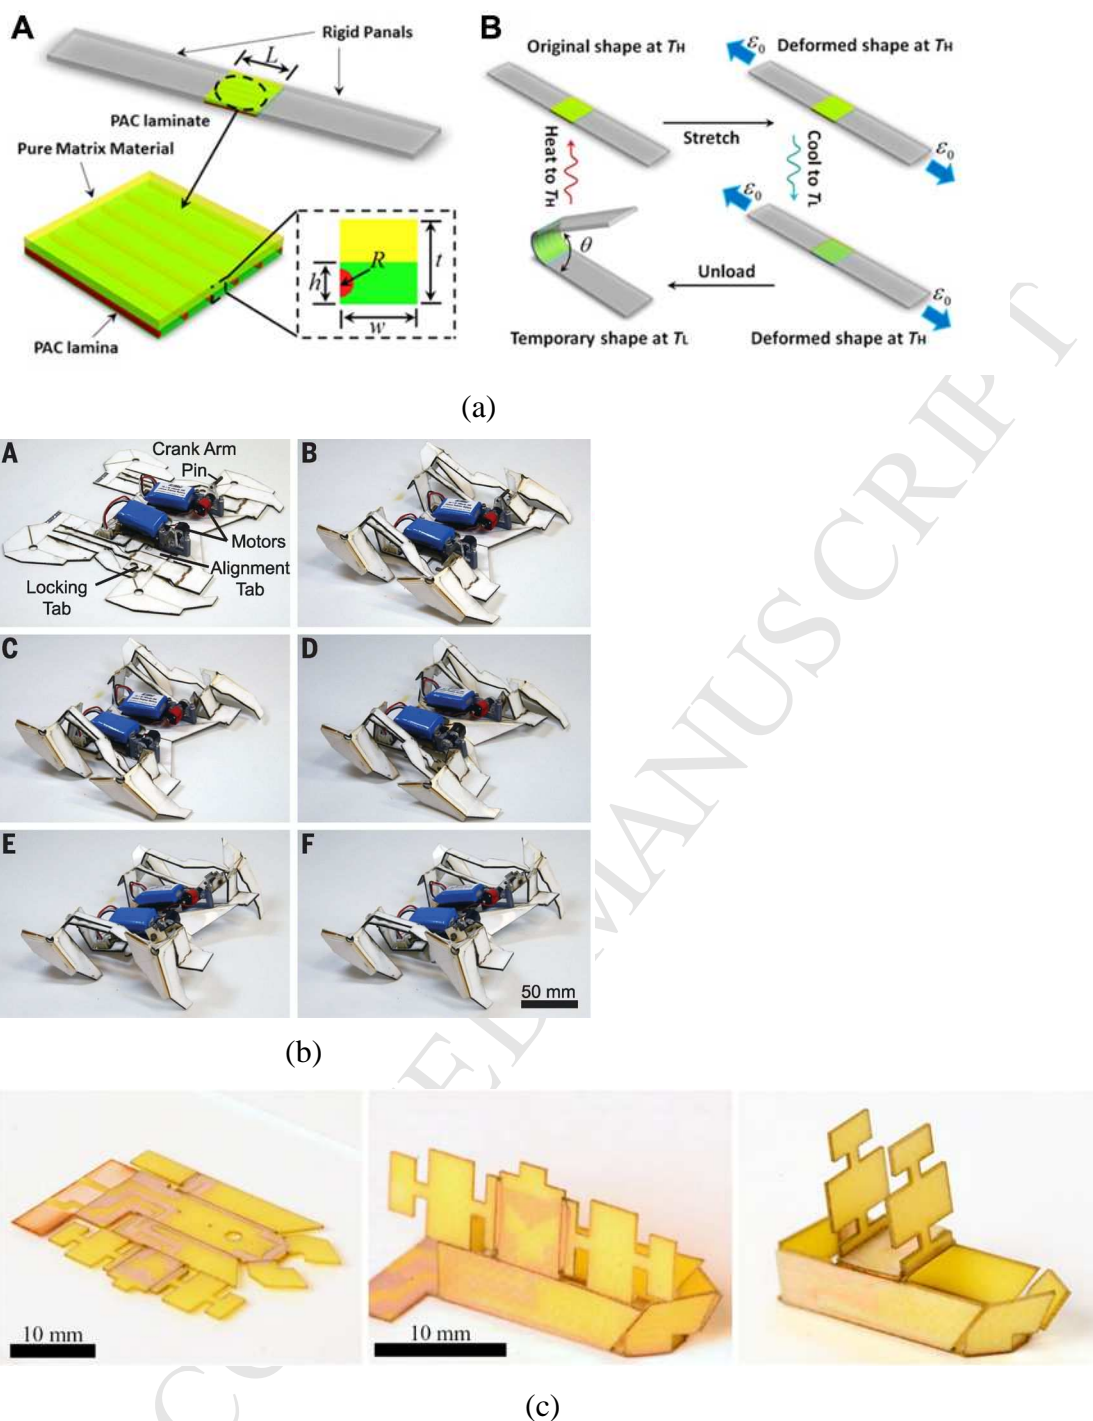 A
Rigid Panals
L
PAC laminate
Pure Matrix Material
R
h
t
w
PAC lamina
B
Original shape at TH
ε0
Deformed shape at TH
Stretch
Heat to TH
Cool to TL
ε0
ε0
θ
Unload
ε0
Temporary shape at TL
Deformed shape at TH
(a)
A
Crank Arm
Pin
Motors
Alignment
Tab
Locking
Tab
B
C
D
E
F
50 mm
(b)
10 mm
10 mm
(c)
MANUSCRIPT